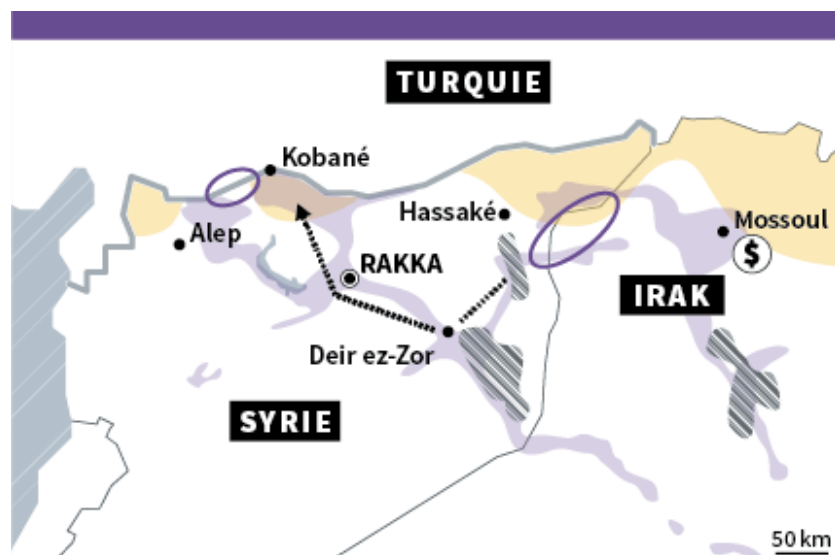 TURQUIE
Kobané
Hassaké
Alep
Mossoul
$
RAKKA
IRAK
Deir ez-Zor
SYRIE
50 km